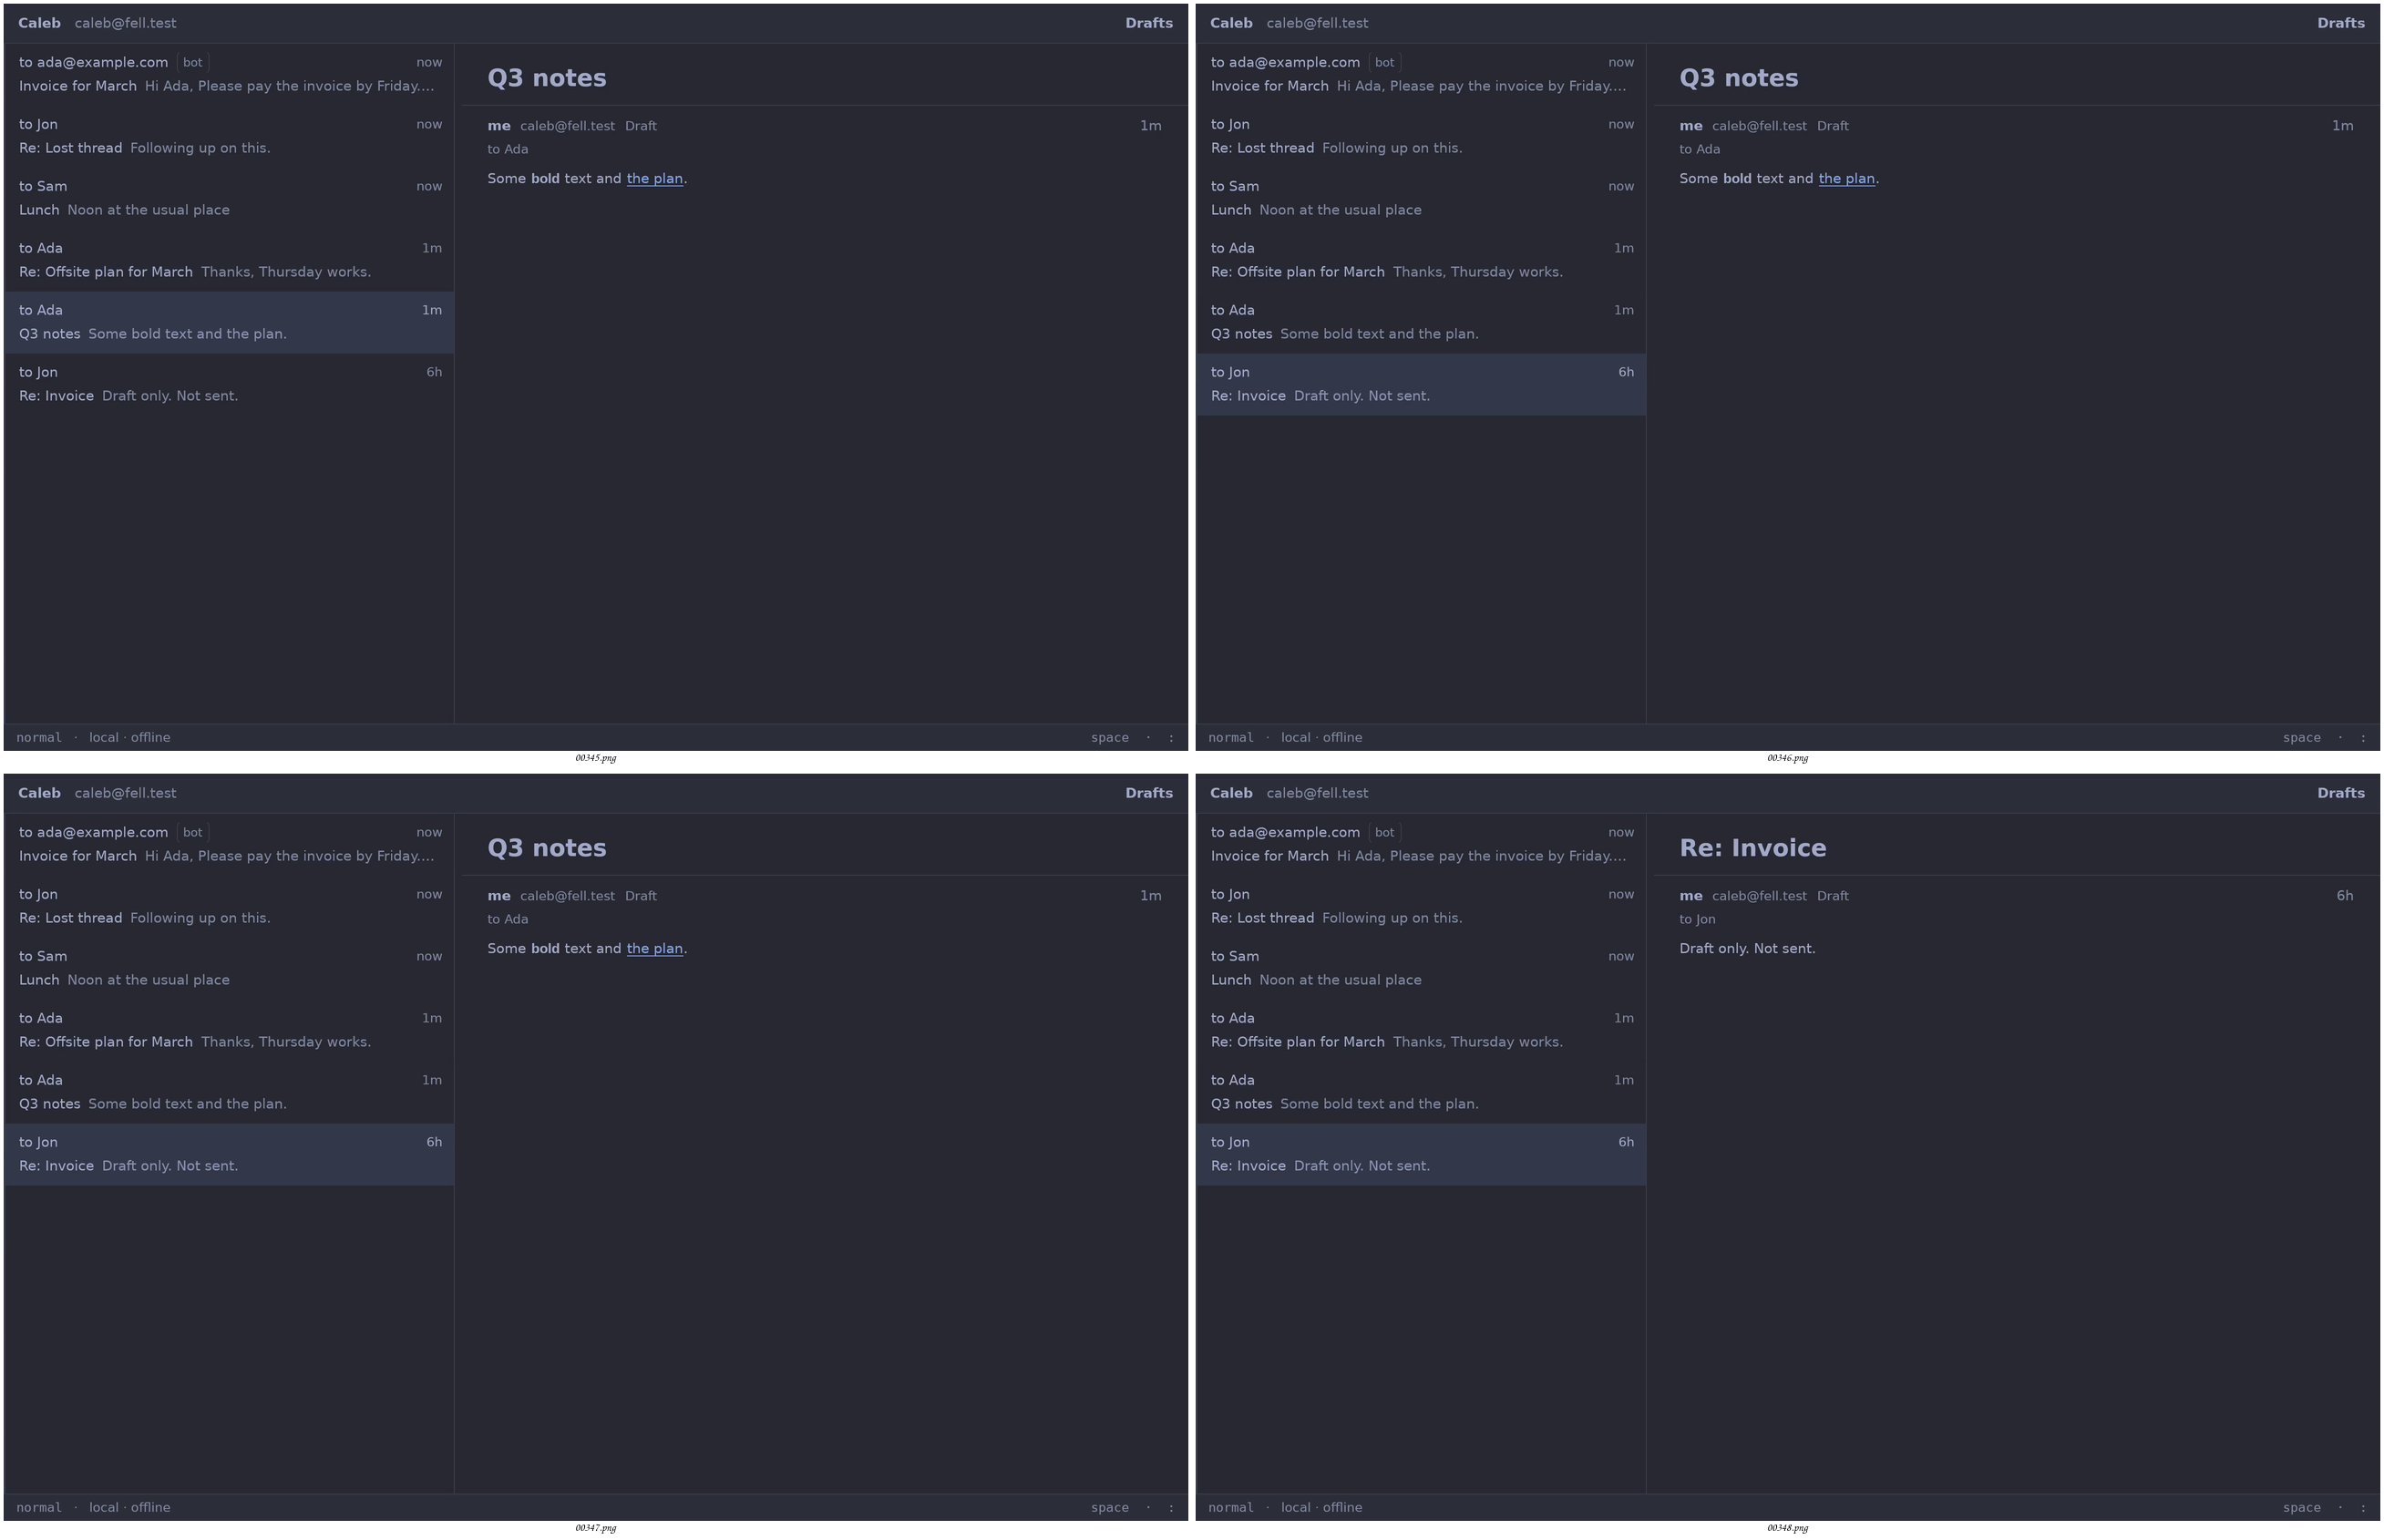 Caleb caleb@fell.test Drafts
to ada@example.com bot now
Invoice for March Hi Ada, Please pay the invoice by Friday....
to Jon now
Re: Lost thread Following up on this.
to Sam now
Lunch Noon at the usual place
to Ada 1m
Re: Offsite plan for March Thanks, Thursday works.
to Ada 1m
Q3 notes Some bold text and the plan.
to Jon 6h
Re: Invoice Draft only. Not sent.
Q3 notes
me caleb@fell.test Draft 1m
to Ada
Some bold text and the plan.
normal · local · offline space · :
00345.png
Caleb caleb@fell.test Drafts
to ada@example.com bot now
Invoice for March Hi Ada, Please pay the invoice by Friday....
to Jon now
Re: Lost thread Following up on this.
to Sam now
Lunch Noon at the usual place
to Ada 1m
Re: Offsite plan for March Thanks, Thursday works.
to Ada 1m
Q3 notes Some bold text and the plan.
to Jon 6h
Re: Invoice Draft only. Not sent.
Q3 notes
me caleb@fell.test Draft 1m
to Ada
Some bold text and the plan.
normal · local · offline space · :
00346.png
Caleb caleb@fell.test Drafts
to ada@example.com bot now
Invoice for March Hi Ada, Please pay the invoice by Friday....
to Jon now
Re: Lost thread Following up on this.
to Sam now
Lunch Noon at the usual place
to Ada 1m
Re: Offsite plan for March Thanks, Thursday works.
to Ada 1m
Q3 notes Some bold text and the plan.
to Jon 6h
Re: Invoice Draft only. Not sent.
Q3 notes
me caleb@fell.test Draft 1m
to Ada
Some bold text and the plan.
normal · local · offline space · :
00347.png
Caleb caleb@fell.test Drafts
to ada@example.com bot now
Invoice for March Hi Ada, Please pay the invoice by Friday....
to Jon now
Re: Lost thread Following up on this.
to Sam now
Lunch Noon at the usual place
to Ada 1m
Re: Offsite plan for March Thanks, Thursday works.
to Ada 1m
Q3 notes Some bold text and the plan.
to Jon 6h
Re: Invoice Draft only. Not sent.
Re: Invoice
me caleb@fell.test Draft 6h
to Jon
Draft only. Not sent.
normal · local · offline space · :
00348.png